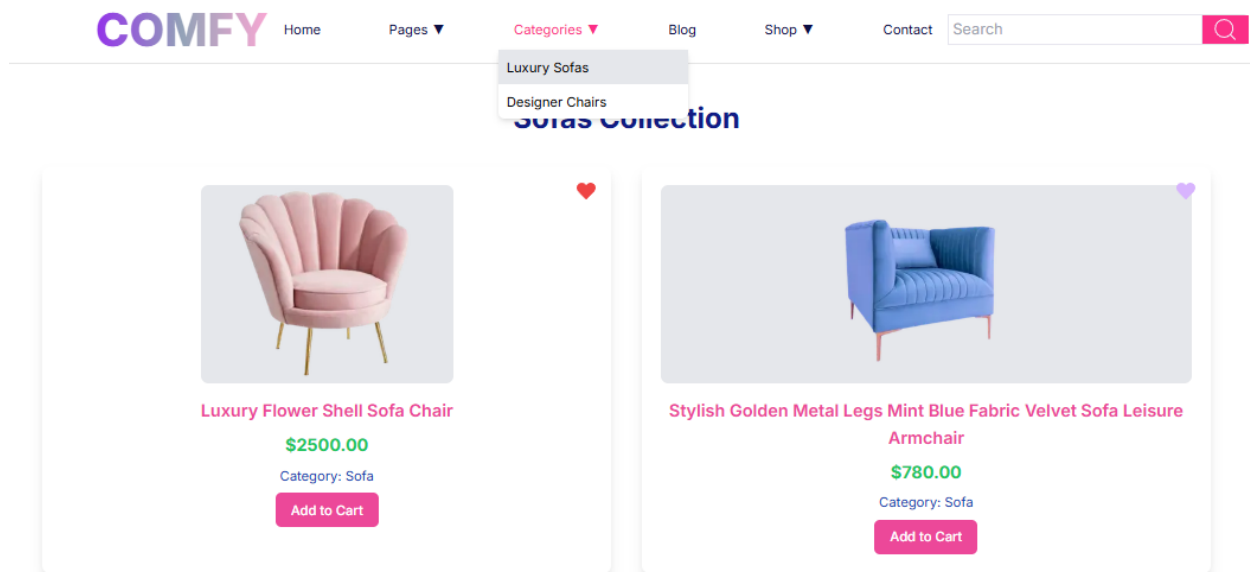 COMFY Home Pages ▼ Categories ▼ Blog Shop ▼ Contact Search
Luxury Sofas
Designer Chairs
Sofas Collection
Luxury Flower Shell Sofa Chair
$2500.00
Category: Sofa
Add to Cart
Stylish Golden Metal Legs Mint Blue Fabric Velvet Sofa Leisure
Armchair
$780.00
Category: Sofa
Add to Cart